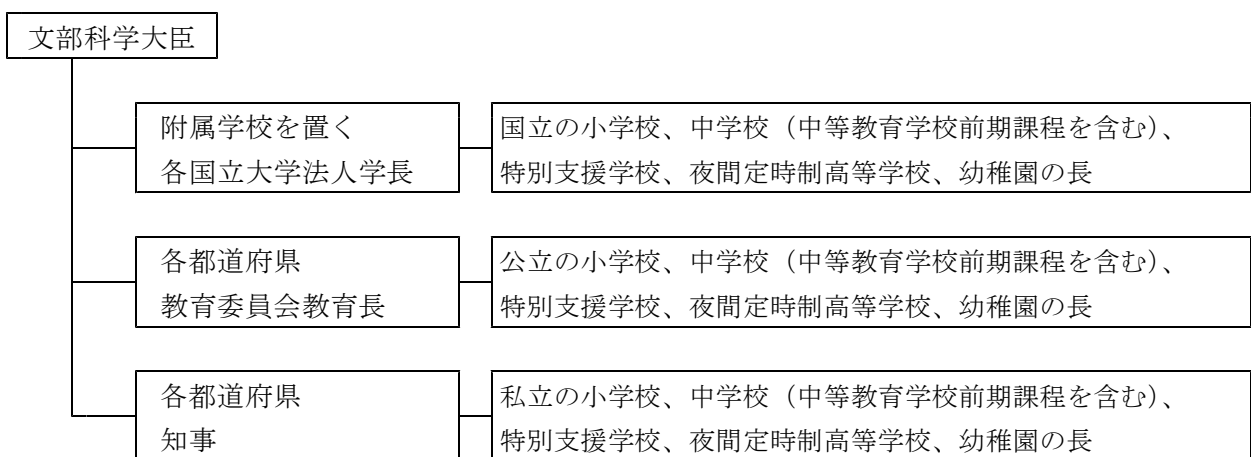 文部科学大臣
附属学校を置く
各国立大学法人学長
国立の小学校、中学校（中等教育学校前期課程を含む）、
特別支援学校、夜間定時制高等学校、幼稚園の長
各都道府県
教育委員会教育長
公立の小学校、中学校（中等教育学校前期課程を含む）、
特別支援学校、夜間定時制高等学校、幼稚園の長
各都道府県
知事
私立の小学校、中学校（中等教育学校前期課程を含む）、
特別支援学校、夜間定時制高等学校、幼稚園の長